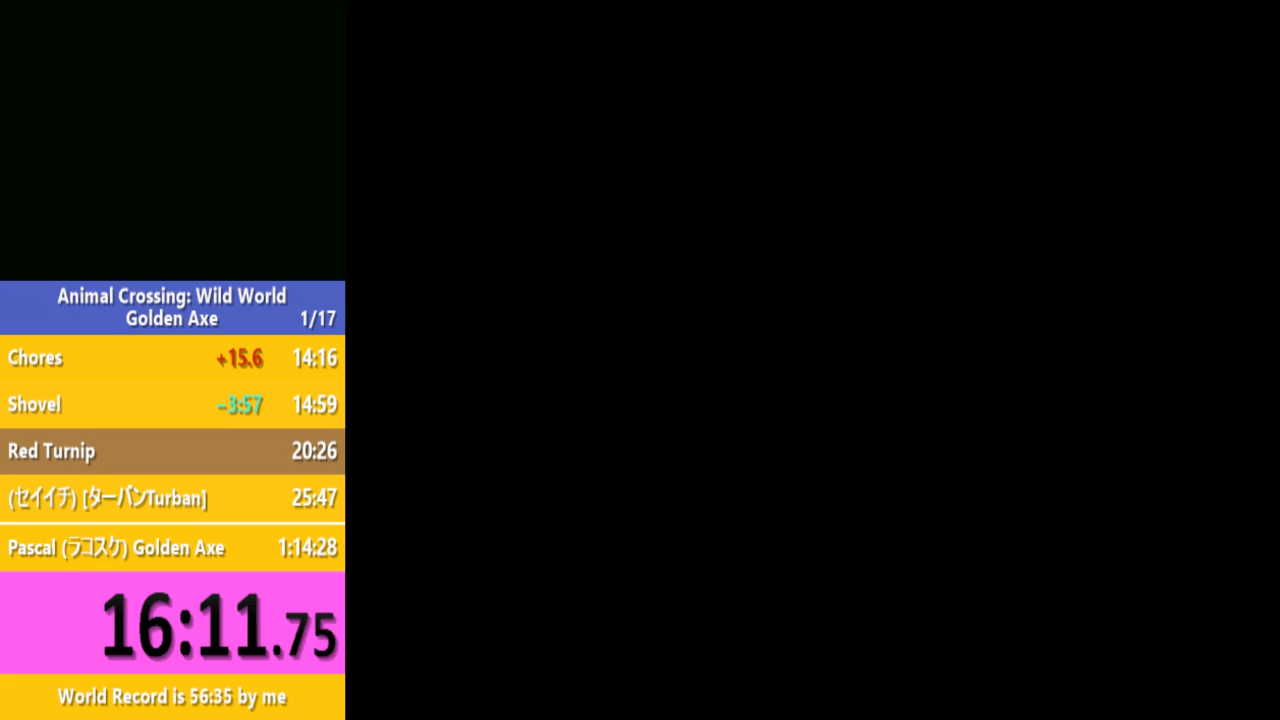 Animal Crossing: Wild World
Golden Axe 1/17
Chores +15.6 14:16
Shovel −3:57 14:59
Red Turnip 20:26
(セイイチ) [ターバンTurban] 25:47
Pascal (ラコスケ) Golden Axe 1:14:28
16:11.75
World Record is 56:35 by me